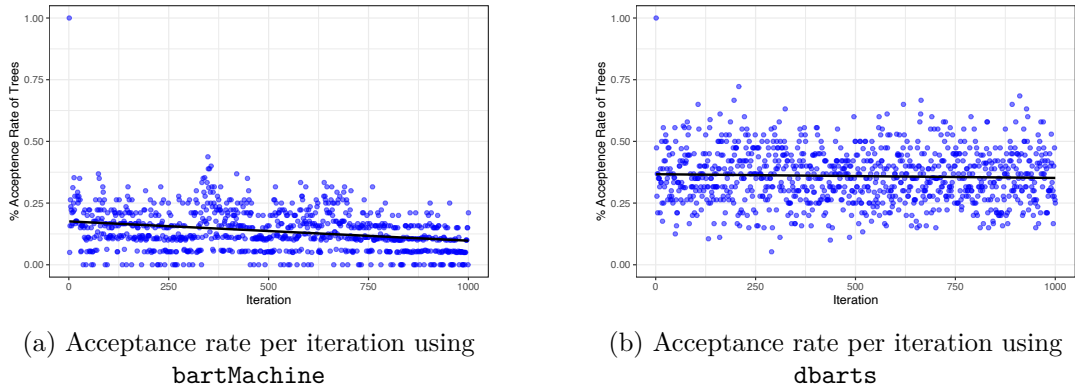 1.00
0.75
0.50
0.25
0.00
% Acceptence Rate of Trees
0 250 500 750 1000
Iteration
(a) Acceptance rate per iteration using
bartMachine
1.00
0.75
0.50
0.25
0.00
% Acceptence Rate of Trees
0 250 500 750 1000
Iteration
(b) Acceptance rate per iteration using
dbarts